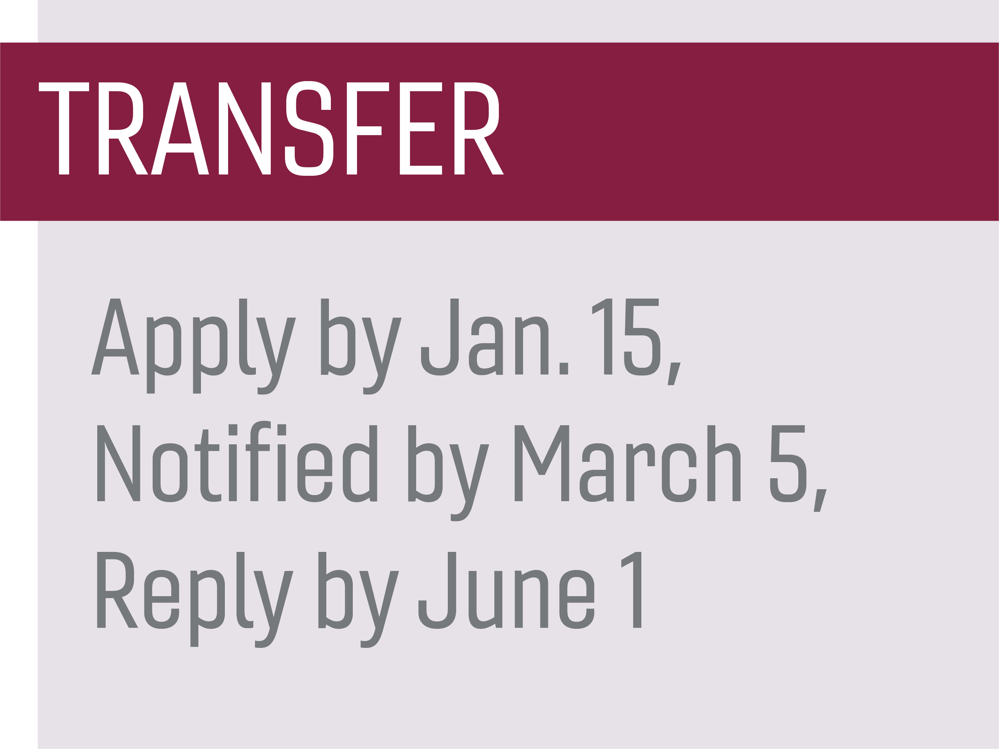 TRANSFER
Apply by Jan. 15,
Notified by March 5,
Reply by June 1